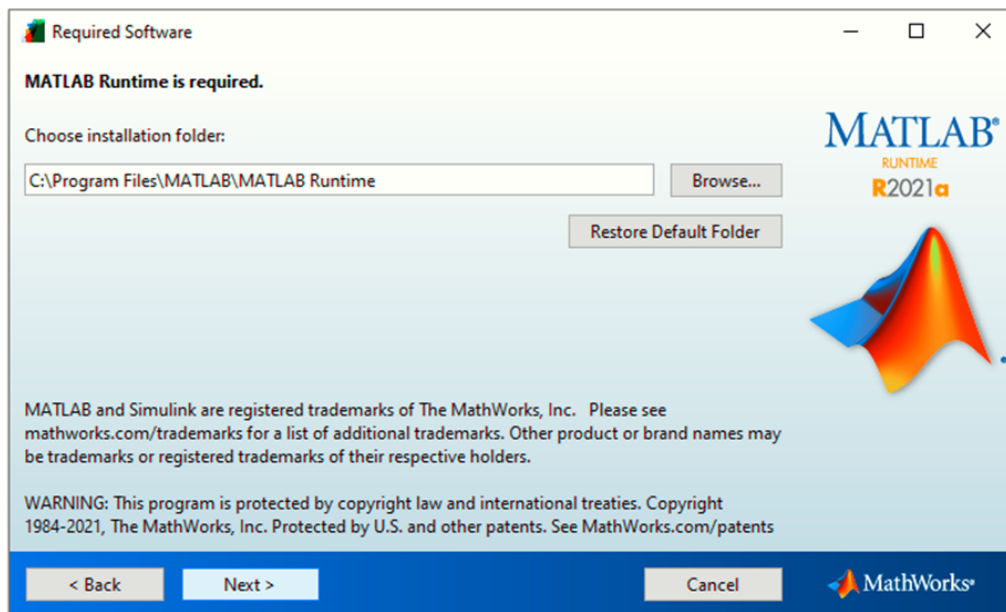 Required Software
MATLAB Runtime is required.
Choose installation folder:
C:\Program Files\MATLAB\MATLAB Runtime
Browse...
Restore Default Folder
MATLAB®
RUNTIME
R2021a
MATLAB and Simulink are registered trademarks of The MathWorks, Inc.   Please see
mathworks.com/trademarks for a list of additional trademarks. Other product or brand names may
be trademarks or registered trademarks of their respective holders.
WARNING: This program is protected by copyright law and international treaties. Copyright
1984-2021, The MathWorks, Inc. Protected by U.S. and other patents. See MathWorks.com/patents
< Back
Next >
Cancel
MathWorks®